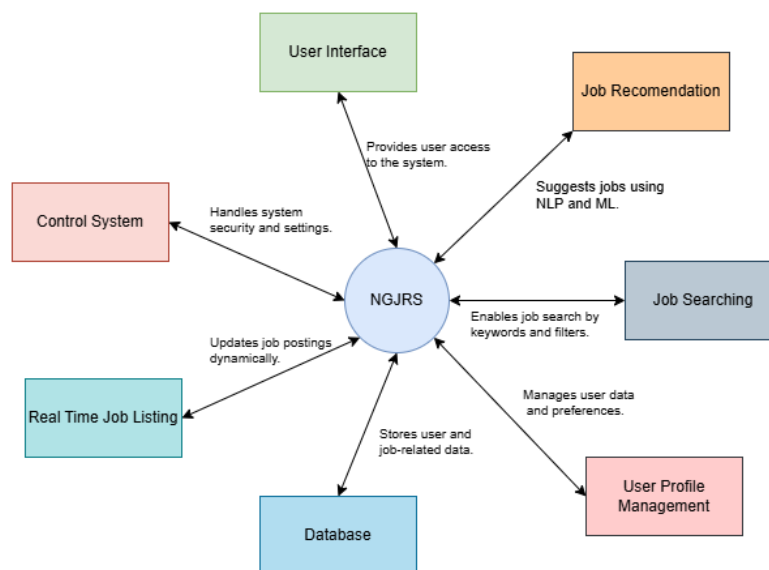 User Interface
Job Recomendation
Provides user access
to the system.
Suggests jobs using
NLP and ML.
Control System
Handles system
security and settings.
NGJRS
Job Searching
Enables job search by
keywords and filters.
Updates job postings
dynamically.
Real Time Job Listing
Manages user data
and preferences.
Stores user and
job-related data.
User Profile
Management
Database